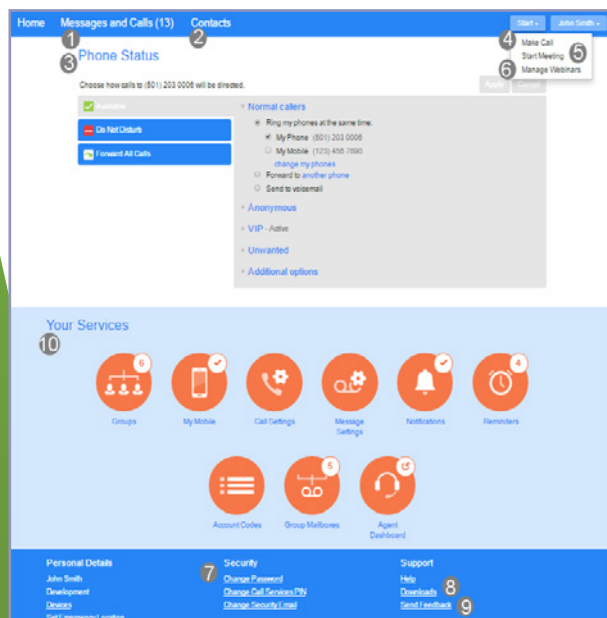 Home Messages and Calls (13) Contacts Start John Smith
1 2 4 Make Call
3 Phone Status Start Meeting 5
6 Manage Webinars
Choose how calls to (601) 203 0006 will be directed. Apply Cancel
Available Normal callers
Ring my phones at the same time:
Do Not Disturb My Phone (601) 203 0006
My Mobile (123) 456 7890
Forward All Calls change my phones
Forward to another phone
Send to voicemail
Anonymous
VIP - Active
Unwanted
Additional options
Your Services
10
6 4
Groups My Mobile Call Settings Message Settings Notifications Reminders
5
Account Codes Group Mailboxes Agent Dashboard
Personal Details Security Support
John Smith 7 Change Password Help
Development Change Call Services PIN Downloads 8
Devices Change Security Email Send Feedback 9
Set Emergency Location